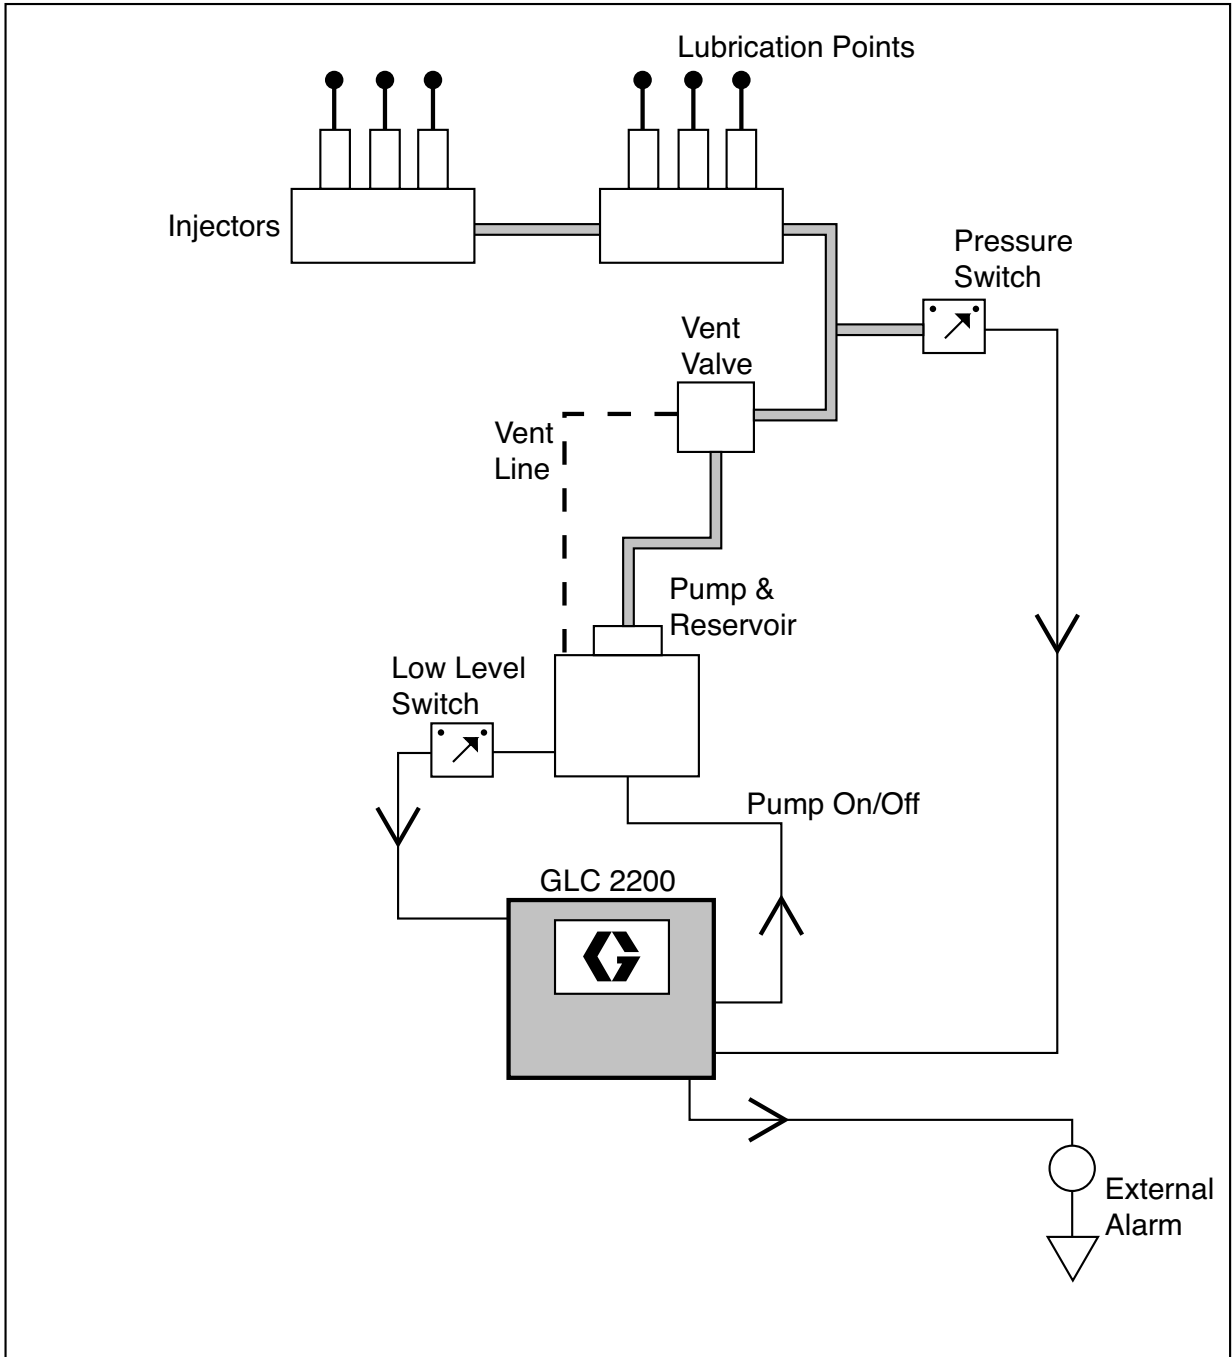 Lubrication Points
Injectors
Pressure
Switch
Vent
Valve
Vent
Line
Pump &
Reservoir
Low Level
Switch
Pump On/Off
GLC 2200
External
Alarm